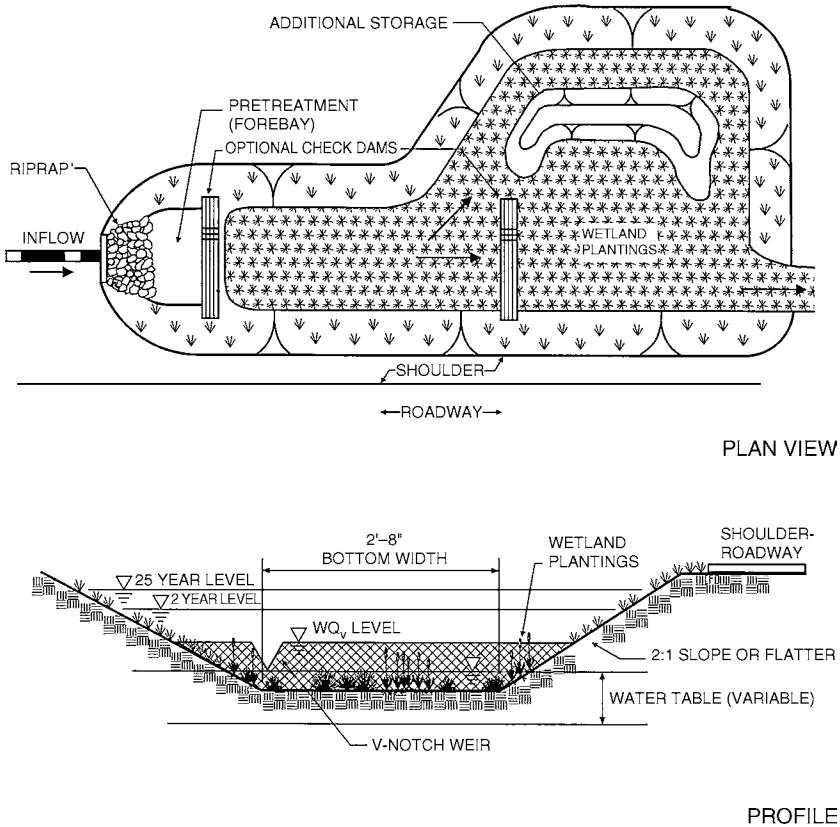 ADDITIONAL STORAGE
PRETREATMENT
(FOREBAY)
OPTIONAL CHECK DAMS
RIPRAP'
INFLOW
WETLAND
PLANTINGS
SHOULDER
ROADWAY
PLAN VIEW
2'–8"
BOTTOM WIDTH
WETLAND
PLANTINGS
SHOULDER-
ROADWAY
25 YEAR LEVEL
2 YEAR LEVEL
WQv LEVEL
2:1 SLOPE OR FLATTER
WATER TABLE (VARIABLE)
V-NOTCH WEIR
PROFILE